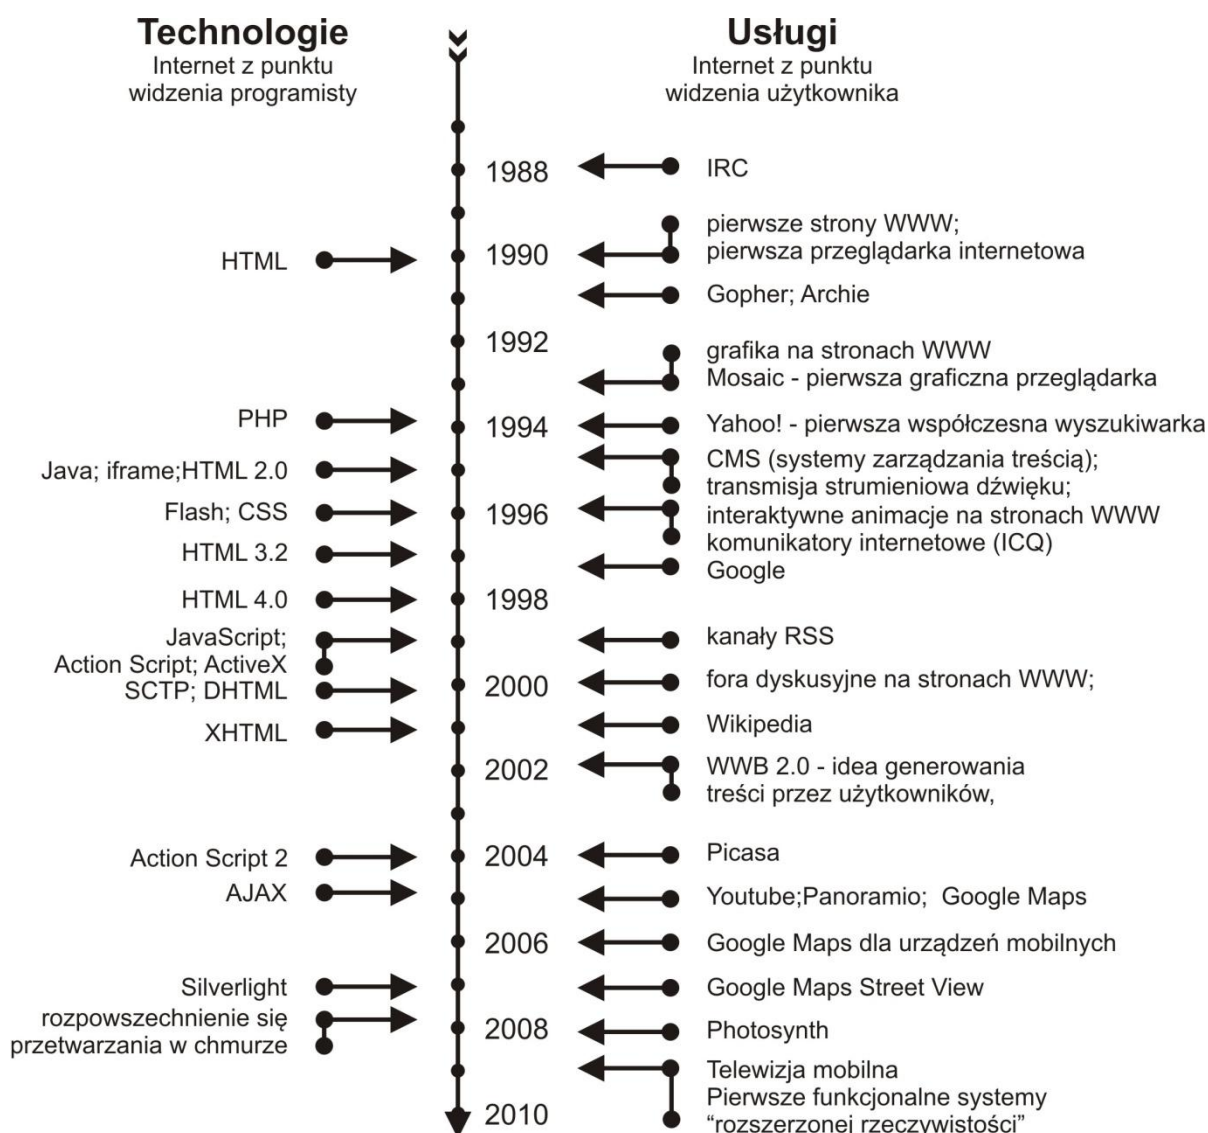 Technologie
Internet z punktu
widzenia programisty
Usługi
Internet z punktu
widzenia użytkownika
1988
IRC
pierwsze strony WWW;
HTML
1990
pierwsza przeglądarka internetowa
Gopher; Archie
1992
grafika na stronach WWW
Mosaic - pierwsza graficzna przeglądarka
PHP
1994
Yahoo! - pierwsza współczesna wyszukiwarka
CMS (systemy zarządzania treścią);
Java; iframe;HTML 2.0
transmisja strumieniowa dźwięku;
Flash; CSS
1996
interaktywne animacje na stronach WWW
komunikatory internetowe (ICQ)
HTML 3.2
Google
HTML 4.0
1998
JavaScript;
Action Script; ActiveX
kanały RSS
SCTP; DHTML
2000
fora dyskusyjne na stronach WWW;
XHTML
Wikipedia
2002
WWB 2.0 - idea generowania
treści przez użytkowników,
Action Script 2
2004
Picasa
AJAX
Youtube;Panoramio; Google Maps
2006
Google Maps dla urządzeń mobilnych
Silverlight
Google Maps Street View
rozpowszechnienie się
przetwarzania w chmurze
2008
Photosynth
Telewizja mobilna
Pierwsze funkcjonalne systemy
2010
“rozszerzonej rzeczywistości”